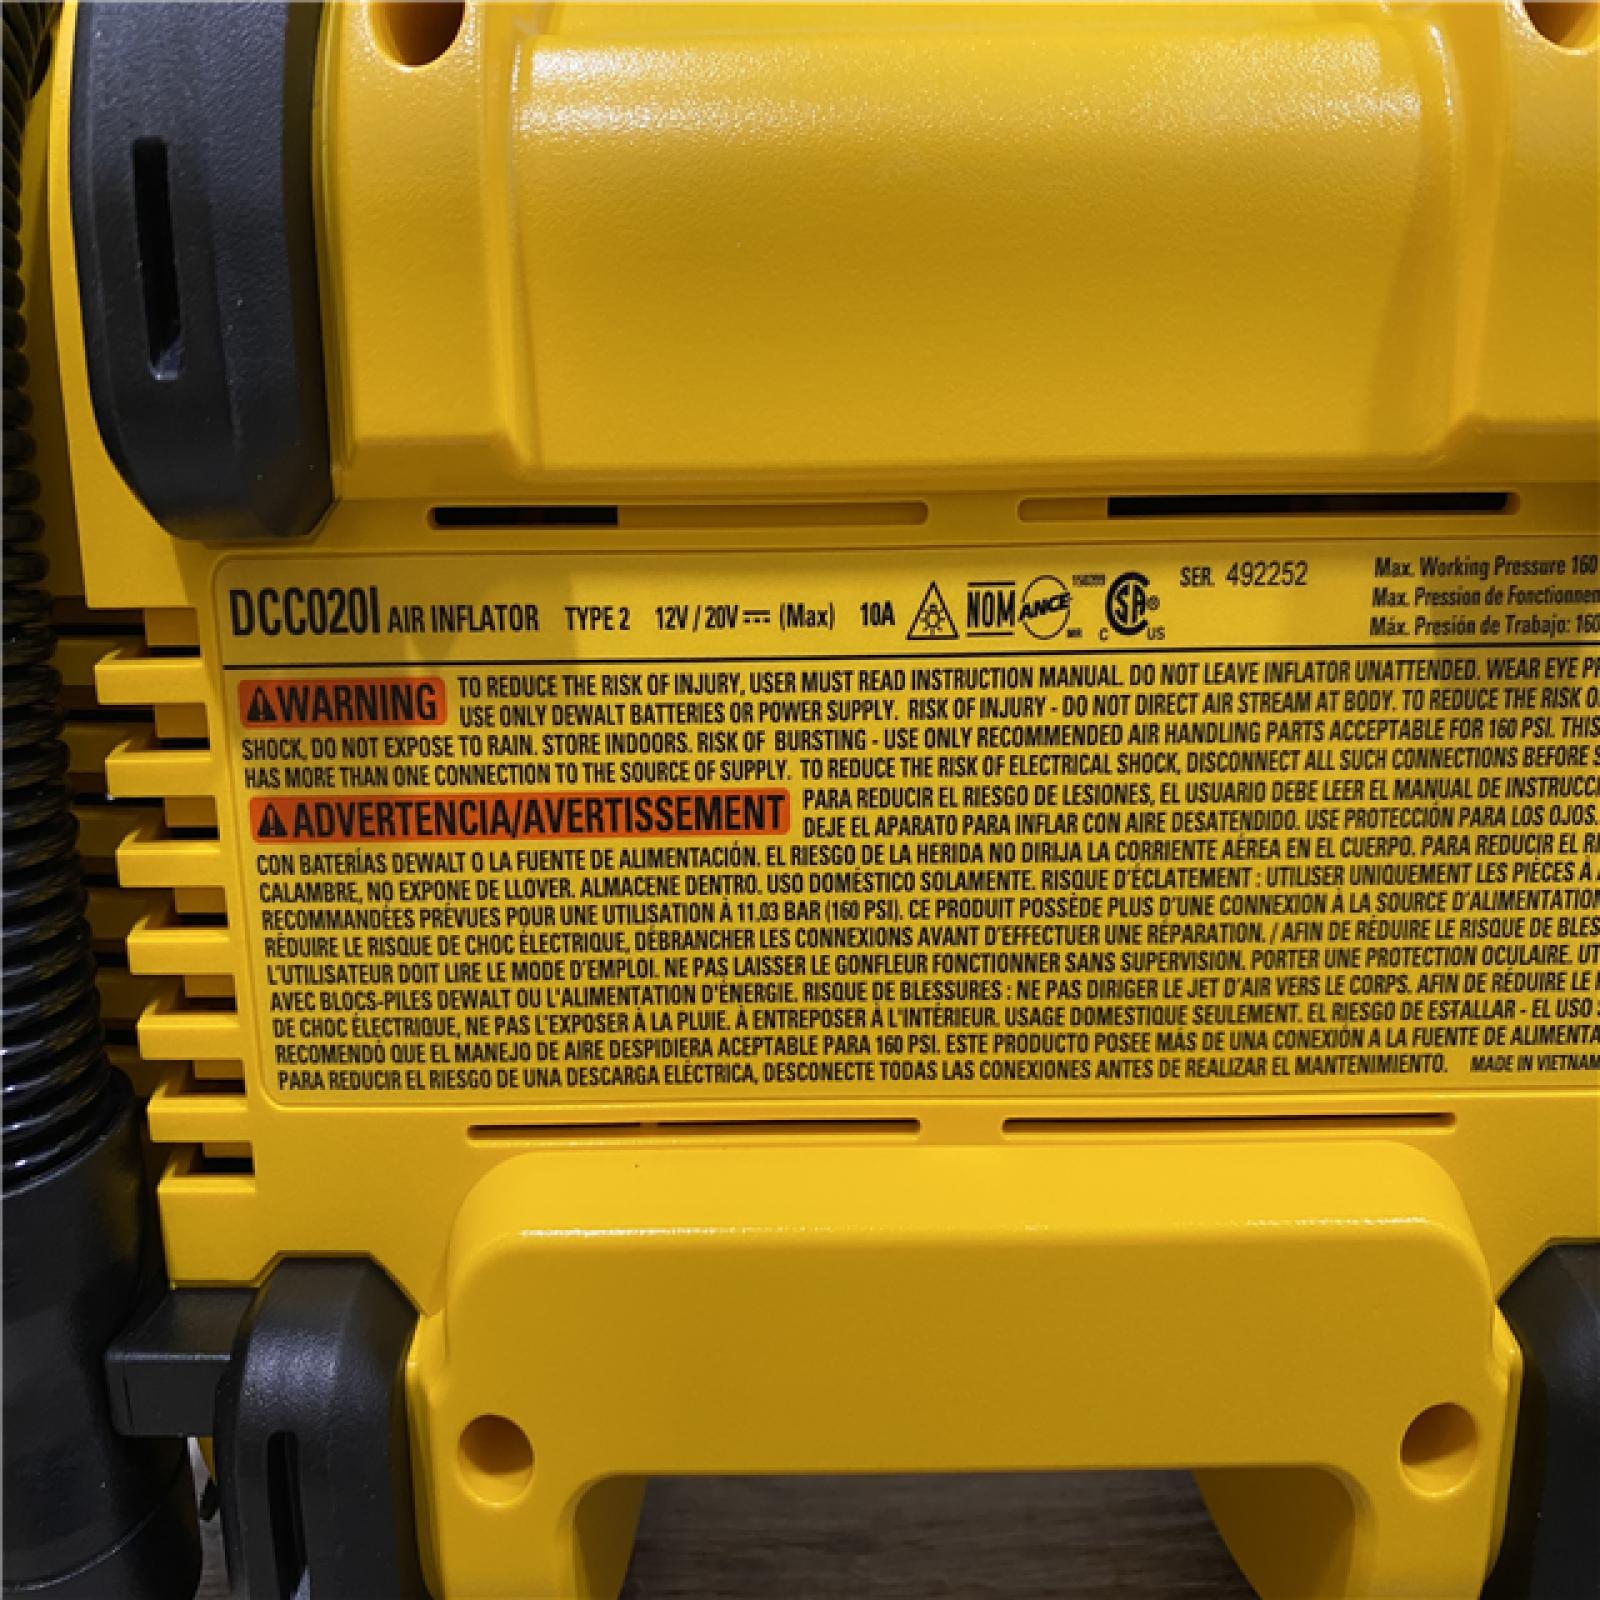 DCC020I AIR INFLATOR TYPE 2 12V / 20V (Max) 10A NOM ANCE MR SA C US SER. 492252
Max. Working Pressure 160
Max. Pression de Fonctionnem
Máx. Presión de Trabajo: 160
WARNING TO REDUCE THE RISK OF INJURY, USER MUST READ INSTRUCTION MANUAL. DO NOT LEAVE INFLATOR UNATTENDED. WEAR EYE PR
USE ONLY DEWALT BATTERIES OR POWER SUPPLY. RISK OF INJURY - DO NOT DIRECT AIR STREAM AT BODY. TO REDUCE THE RISK O
SHOCK, DO NOT EXPOSE TO RAIN. STORE INDOORS. RISK OF BURSTING - USE ONLY RECOMMENDED AIR HANDLING PARTS ACCEPTABLE FOR 160 PSI. THIS
HAS MORE THAN ONE CONNECTION TO THE SOURCE OF SUPPLY. TO REDUCE THE RISK OF ELECTRICAL SHOCK, DISCONNECT ALL SUCH CONNECTIONS BEFORE S
ADVERTENCIA/AVERTISSEMENT PARA REDUCIR EL RIESGO DE LESIONES, EL USUARIO DEBE LEER EL MANUAL DE INSTRUCCI
DEJE EL APARATO PARA INFLAR CON AIRE DESATENDIDO. USE PROTECCIÓN PARA LOS OJOS.
CON BATERÍAS DEWALT O LA FUENTE DE ALIMENTACIÓN. EL RIESGO DE LA HERIDA NO DIRIJA LA CORRIENTE AÉREA EN EL CUERPO. PARA REDUCIR EL RI
CALAMBRE, NO EXPONE DE LLOVER. ALMACENE DENTRO. USO DOMÉSTICO SOLAMENTE. RISQUE D'ÉCLATEMENT : UTILISER UNIQUEMENT LES PIÈCES À A
RECOMMANDÉES PRÉVUES POUR UNE UTILISATION À 11.03 BAR (160 PSI). CE PRODUIT POSSÈDE PLUS D'UNE CONNEXION À LA SOURCE D'ALIMENTATION
RÉDUIRE LE RISQUE DE CHOC ÉLECTRIQUE, DÉBRANCHER LES CONNEXIONS AVANT D'EFFECTUER UNE RÉPARATION. / AFIN DE RÉDUIRE LE RISQUE DE BLES
L'UTILISATEUR DOIT LIRE LE MODE D'EMPLOI. NE PAS LAISSER LE GONFLEUR FONCTIONNER SANS SUPERVISION. PORTER UNE PROTECTION OCULAIRE. UT
AVEC BLOCS-PILES DEWALT OU L'ALIMENTATION D'ÉNERGIE. RISQUE DE BLESSURES : NE PAS DIRIGER LE JET D'AIR VERS LE CORPS. AFIN DE RÉDUIRE LE
DE CHOC ÉLECTRIQUE, NE PAS L'EXPOSER À LA PLUIE. À ENTREPOSER À L'INTÉRIEUR. USAGE DOMESTIQUE SEULEMENT. EL RIESGO DE ESTALLAR - EL USO
RECOMENDÓ QUE EL MANEJO DE AIRE DESPIDIERA ACEPTABLE PARA 160 PSI. ESTE PRODUCTO POSEE MÁS DE UNA CONEXIÓN A LA FUENTE DE ALIMENTA
PARA REDUCIR EL RIESGO DE UNA DESCARGA ELÉCTRICA, DESCONECTE TODAS LAS CONEXIONES ANTES DE REALIZAR EL MANTENIMIENTO. MADE IN VIETNAM